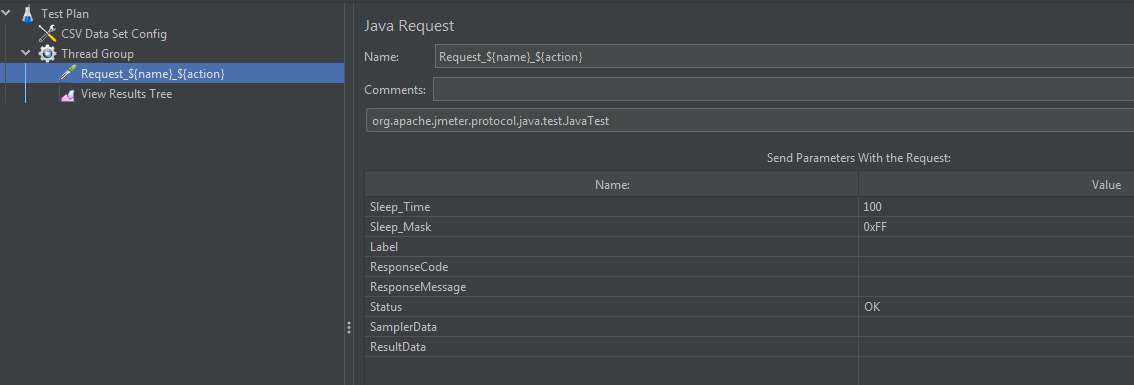 Test Plan
CSV Data Set Config
Thread Group
Request_${name}_${action}
View Results Tree
Java Request
Name: Request_${name}_${action}
Comments:
org.apache.jmeter.protocol.java.test.JavaTest
Send Parameters With the Request:
Name: Value
Sleep_Time 100
Sleep_Mask 0xFF
Label
ResponseCode
ResponseMessage
Status OK
SamplerData
ResultData